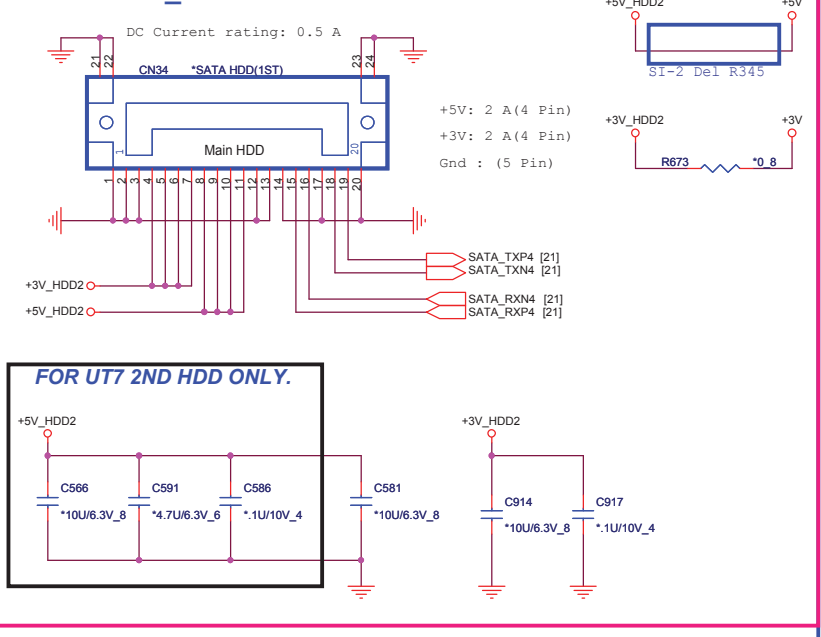 +5V_HDD2
+5V
DC Current rating: 0.5 A
21
22
23
24
CN34 *SATA HDD(1ST)
SI-2 Del R345
+5V: 2 A(4 Pin)
+3V: 2 A(4 Pin)
Gnd : (5 Pin)
+3V_HDD2
+3V
R673 *0_8
1
20
Main HDD
1 2 3 4 5 6 7 8 9 10 11 12 13 14 15 16 17 18 19 20
SATA_TXP4 [21]
SATA_TXN4 [21]
+3V_HDD2
SATA_RXN4 [21]
+5V_HDD2
SATA_RXP4 [21]
FOR UT7 2ND HDD ONLY.
+5V_HDD2
+3V_HDD2
C566
*10U/6.3V_8
C591
*4.7U/6.3V_6
C586
*.1U/10V_4
C581
*10U/6.3V_8
C914
*10U/6.3V_8
C917
*.1U/10V_4